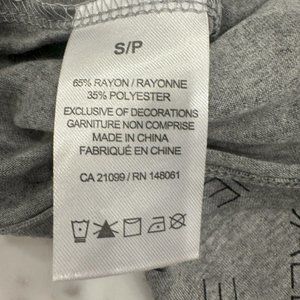 S/P
65% RAYON / RAYONNE
35% POLYESTER
EXCLUSIVE OF DECORATIONS
GARNITURE NON COMPRISE
MADE IN CHINA
FABRIQUÉ EN CHINE
CA 21099 / RN 148061